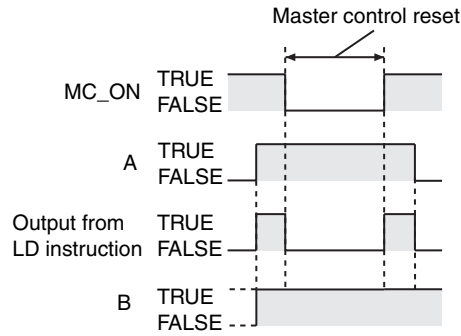 Master control reset
MC_ON
TRUE
FALSE
A
TRUE
FALSE
Output from
LD instruction
TRUE
FALSE
B
TRUE
FALSE